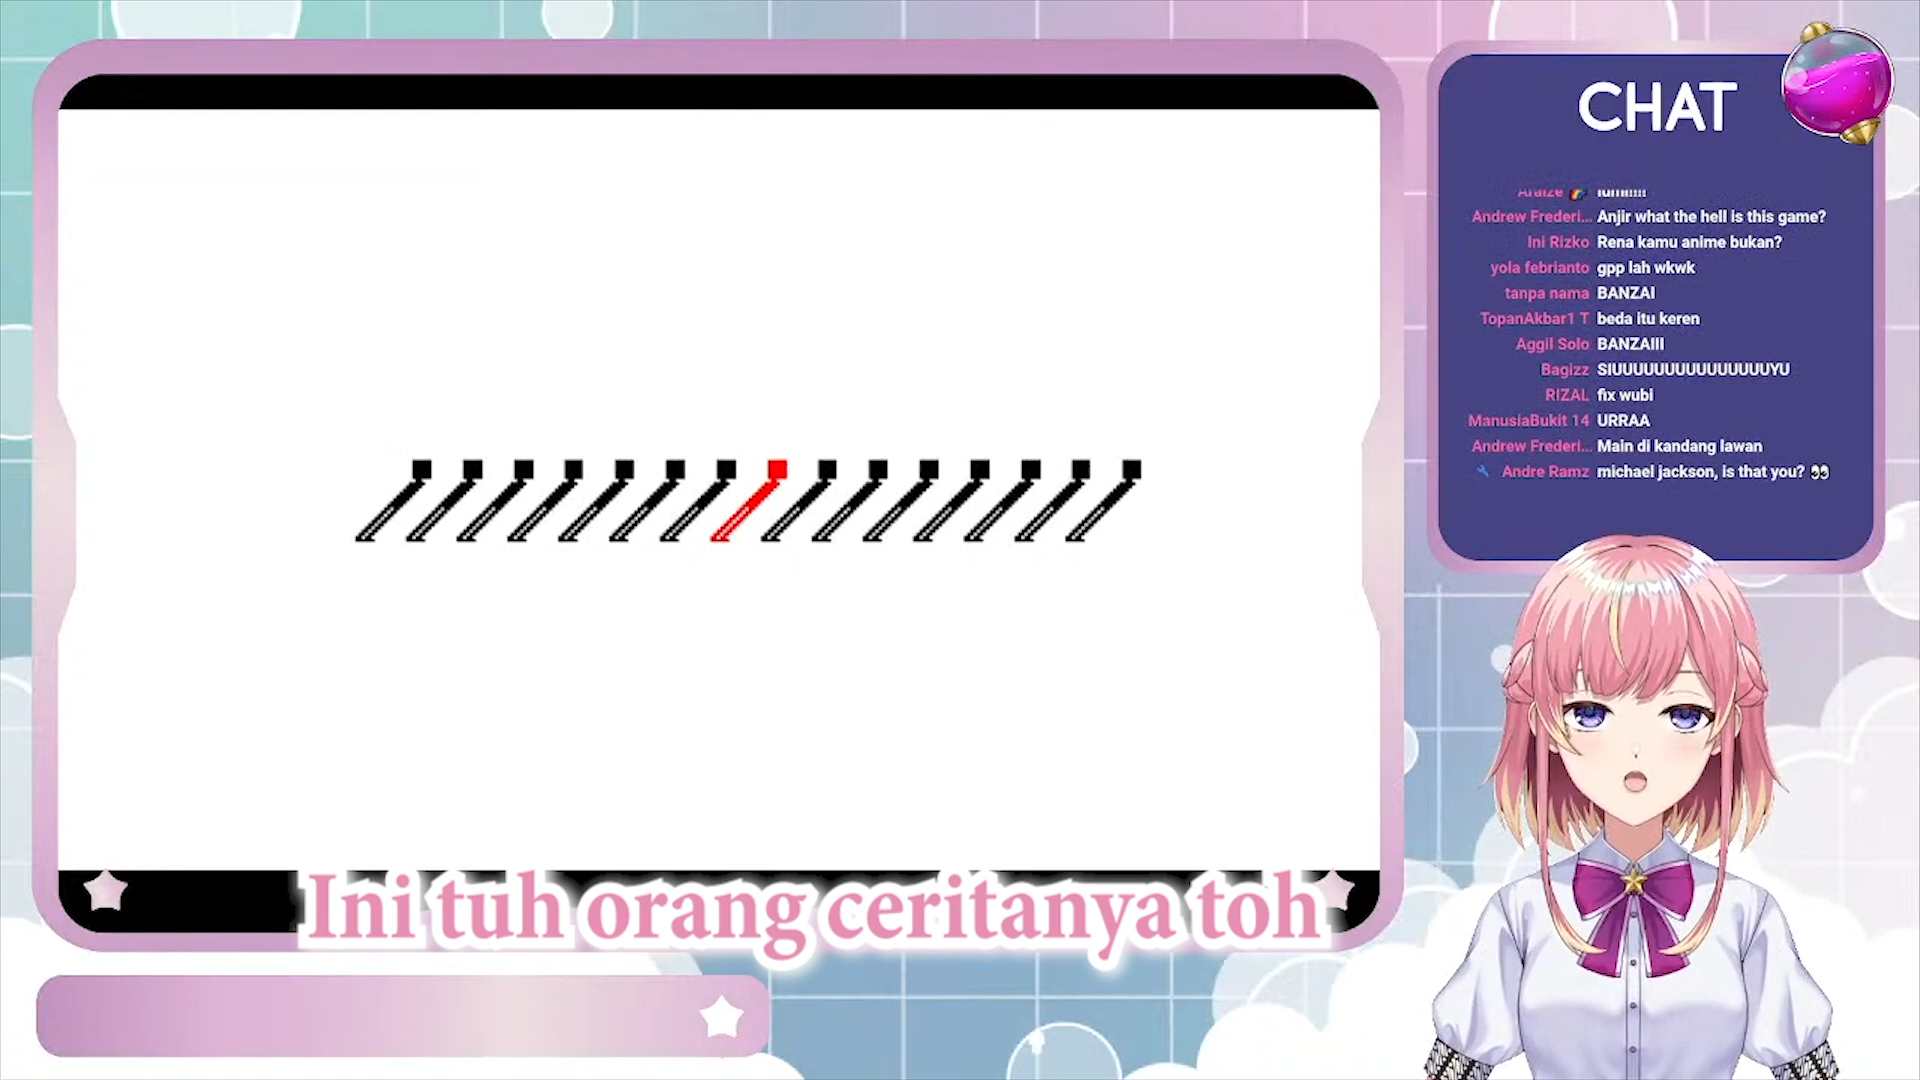 CHAT
Andrew Frederi... Anjir what the hell is this game?
Ini Rizko Rena kamu anime bukan?
yola febrianto gpp lah wkwk
tanpa nama BANZAI
TopanAkbar1 T beda itu keren
Aggil Solo BANZAIII
Bagizz SIUUUUUUUUUUUUUUUYU
RIZAL fix wubi
ManusiaBukit 14 URRAA
Andrew Frederi... Main di kandang lawan
Andre Ramz michael jackson, is that you? 👀
Ini tuh orang ceritanya toh